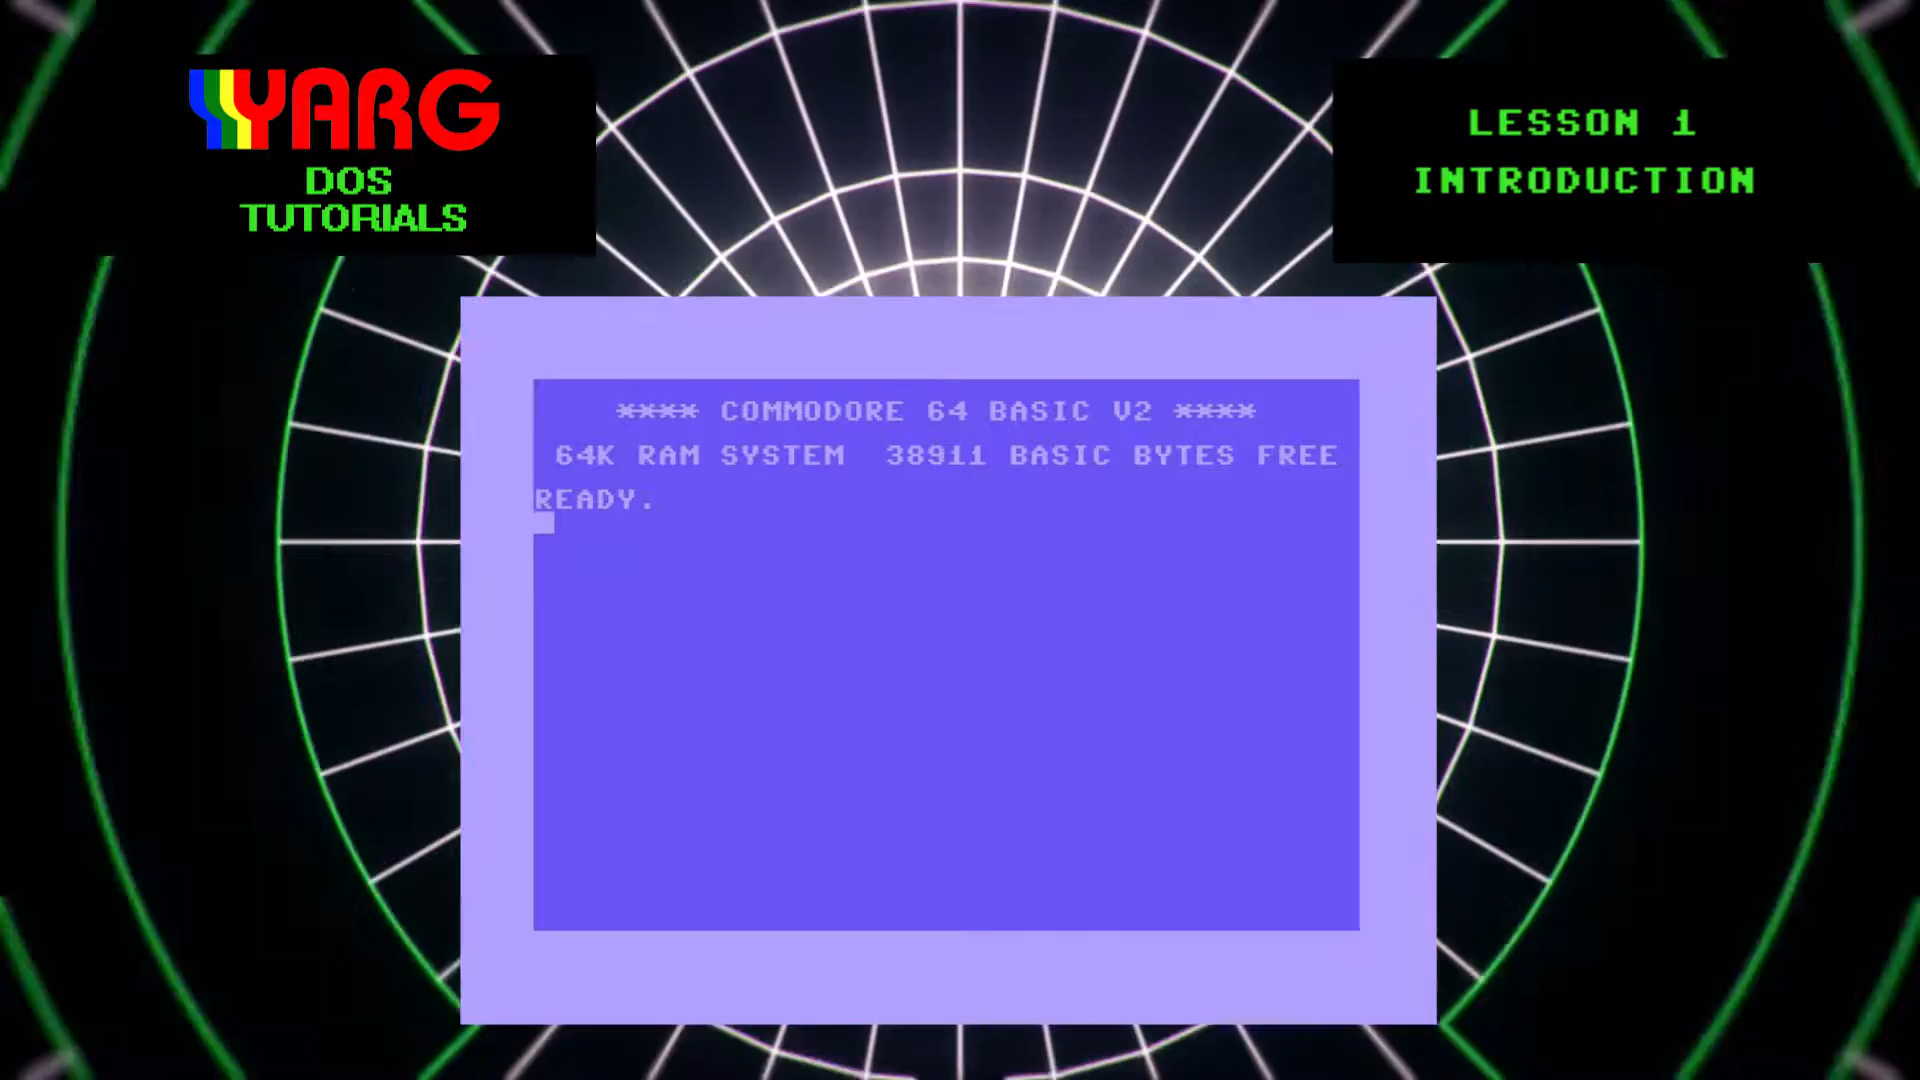 YARG
DOS
TUTORIALS
LESSON 1
INTRODUCTION
**** COMMODORE 64 BASIC V2 ****
64K RAM SYSTEM  38911 BASIC BYTES FREE
READY.